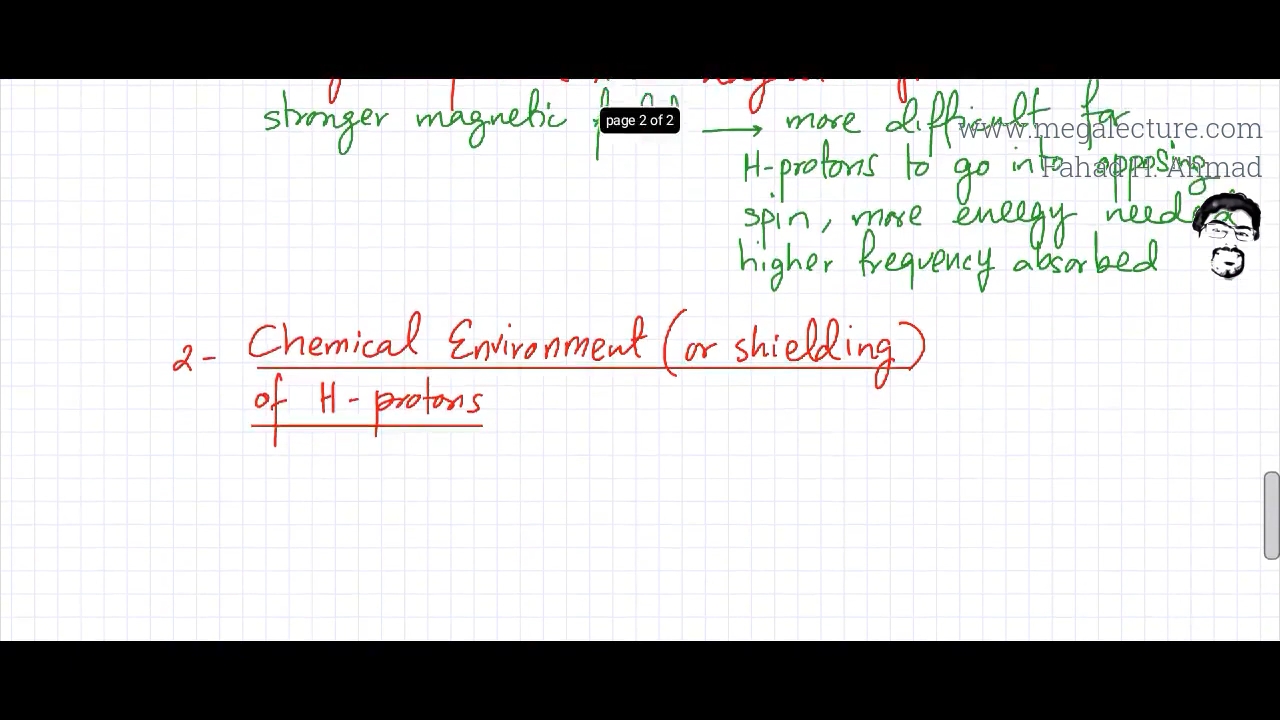 stronger magnetic
page 2 of 2
more difficult for
www.megalecture.com
H-protons to go into opposing
Fahad H. Ahmad
spin, more energy
higher frequency absorbed
2- Chemical Environment (or shielding)
of H-protons